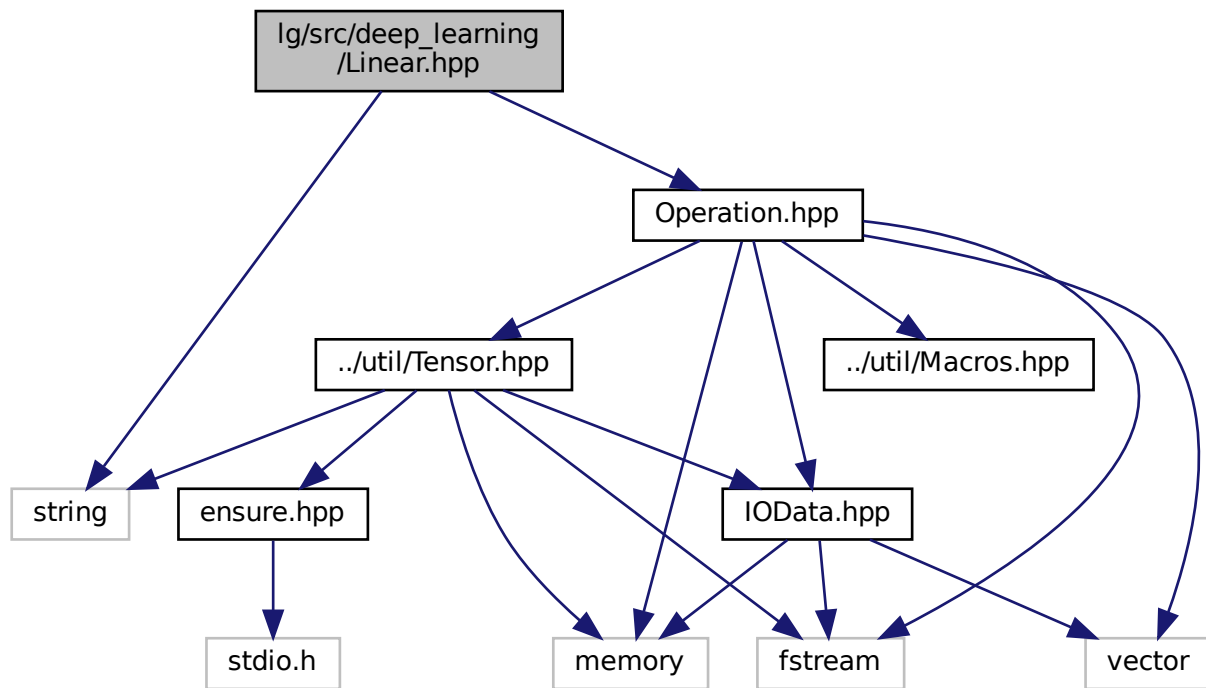 lg/src/deep_learning
/Linear.hpp
Operation.hpp
../util/Tensor.hpp
../util/Macros.hpp
string
ensure.hpp
IOData.hpp
stdio.h
memory
fstream
vector